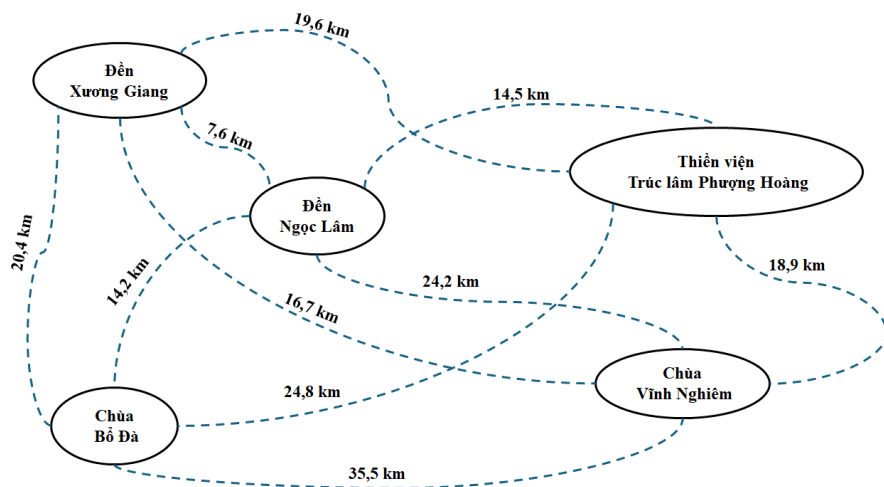 19,6 km
Đền
Xương Giang
14,5 km
7,6 km
Thiền viện
Trúc lâm Phượng Hoàng
Đền
Ngọc Lâm
20,4 km
14,2 km
24,2 km
18,9 km
16,7 km
Chùa
Vĩnh Nghiêm
24,8 km
Chùa
Bổ Đà
35,5 km